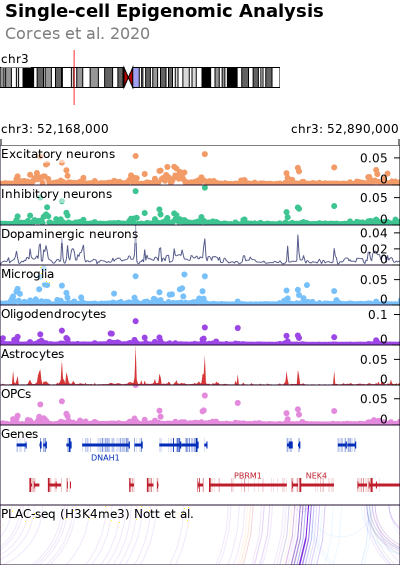 Single-cell Epigenomic Analysis
Corces et al. 2020
chr3
chr3: 52,168,000 chr3: 52,890,000
Excitatory neurons 0.05
0
Inhibitory neurons 0.05
0
Dopaminergic neurons 0.04
0.02
0
Microglia 0.05
0
Oligodendrocytes 0.1
0
Astrocytes 0.05
0
OPCs 0.05
0
Genes
DNAH1
PBRM1 NEK4
PLAC-seq (H3K4me3) Nott et al.